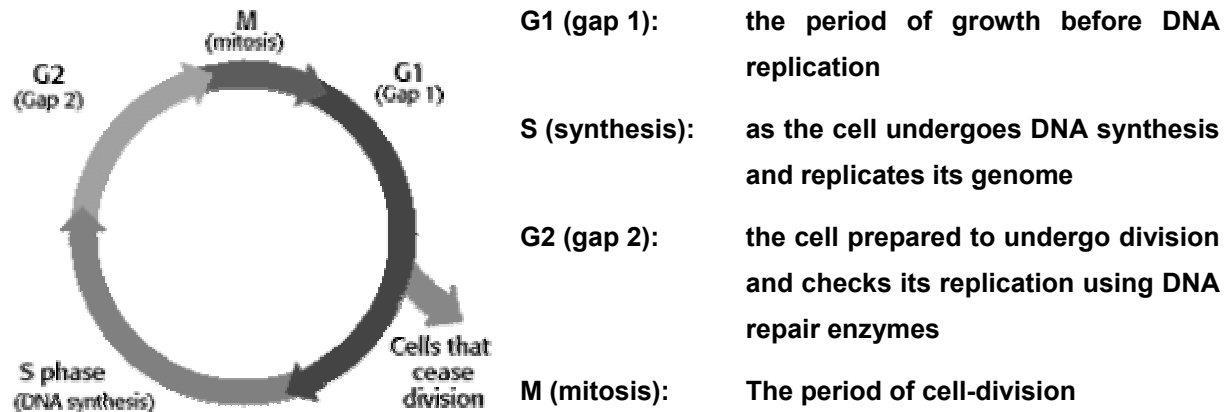 M
(mitosis)
G2
(Gap 2)
G1
(Gap 1)
Cells that
cease
division
S phase
(DNA synthesis)
G1 (gap 1): the period of growth before DNA
replication
S (synthesis): as the cell undergoes DNA synthesis
and replicates its genome
G2 (gap 2): the cell prepared to undergo division
and checks its replication using DNA
repair enzymes
M (mitosis): The period of cell-division